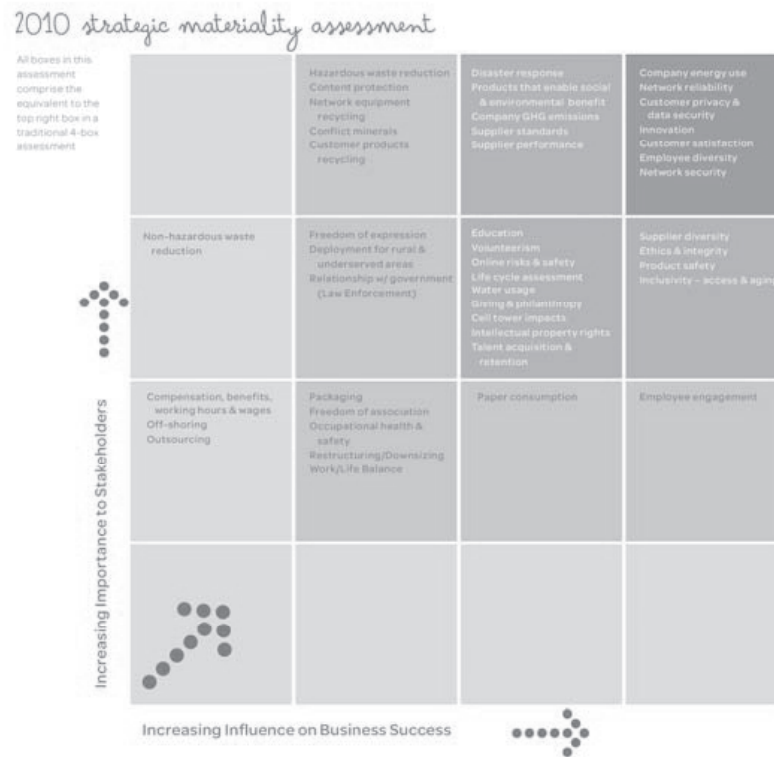 2010 strategic materiality assessment
All boxes in this
assessment
comprise the
equivalent to the
top right box in a
traditional 4-box
assessment
Hazardous waste reduction
Content protection
Network equipment
recycling
Conflict minerals
Customer products
recycling
Disaster response
Products that enable social
& environmental benefit
Company GHG emissions
Supplier standards
Supplier performance
Company energy use
Network reliability
Customer privacy &
data security
Innovation
Customer satisfaction
Employee diversity
Network security
Non-hazardous waste
reduction
Freedom of expression
Deployment for rural &
underserved areas
Relationship w/ government
(Law Enforcement)
Education
Volunteerism
Online risks & safety
Life cycle assessment
Water usage
Giving & philanthropy
Cell tower impacts
Intellectual property rights
Talent acquisition &
retention
Supplier diversity
Ethics & integrity
Product safety
Inclusivity – access & aging
Compensation, benefits,
working hours & wages
Off-shoring
Outsourcing
Packaging
Freedom of association
Occupational health &
safety
Restructuring/Downsizing
Work/Life Balance
Paper consumption
Employee engagement
Increasing Importance to Stakeholders
Increasing Influence on Business Success